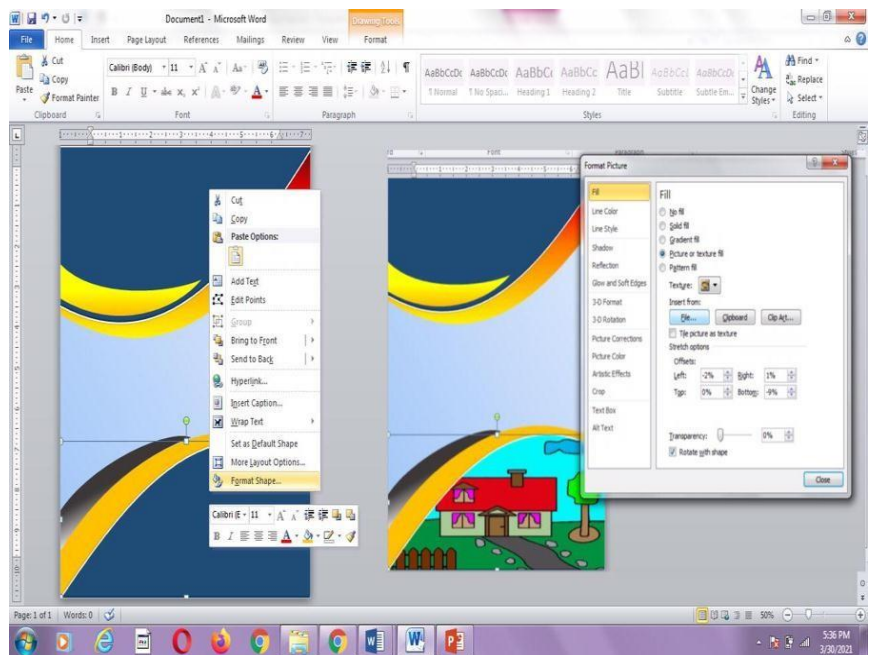 Document1 - Microsoft Word
Drawing Tools
File Home Insert Page Layout References Mailings Review View Format
Paste
Cut
Copy
Format Painter
Clipboard
Calibri (Body) 11
Font
Paragraph
AaBbCcDc AaBbCcDc AaBbCc AaBbCc AaBl AaBbCcL AaBbCcDc
¶ Normal ¶ No Spaci... Heading 1 Heading 2 Title Subtitle Subtle Em...
Change
Styles
Styles
Find
Replace
Select
Editing
Cut
Copy
Paste Options:
Add Text
Edit Points
Group
Bring to Front
Send to Back
Hyperlink...
Insert Caption...
Wrap Text
Set as Default Shape
More Layout Options...
Format Shape...
Calibri (E 11
Font
Paragraph
Format Picture
Fill
Line Color
Line Style
Shadow
Reflection
Glow and Soft Edges
3-D Format
3-D Rotation
Picture Corrections
Picture Color
Artistic Effects
Crop
Text Box
Alt Text
Fill
No fill
Solid fill
Gradient fill
Picture or texture fill
Pattern fill
Texture:
Insert from:
File... Clipboard Clip Art...
Tile picture as texture
Stretch options
Offsets:
Left: -2% Right: 1%
Top: 0% Bottom: -9%
Transparency: 0%
Rotate with shape
Close
Page: 1 of 1 Words: 0
50%
5:36 PM
3/30/2021